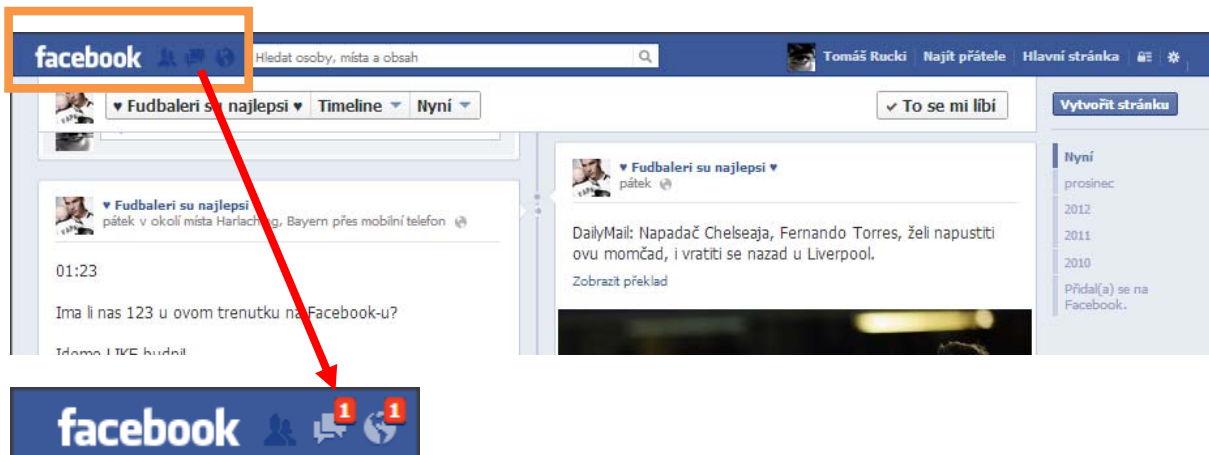 facebook Hledat osoby, místa a obsah Tomáš Rucki Najít přátele Hlavní stránka
♥ Fudbaleri su najlepsi ♥ Timeline Nyní ✓ To se mi líbí Vytvořit stránku
♥ Fudbaleri su najlepsi
pátek v okolí místa Harlaching, Bayern přes mobilní telefon
01:23
Ima li nas 123 u ovom trenutku na Facebook-u?
Idemo LIKE budni!
♥ Fudbaleri su najlepsi ♥
pátek
DailyMail: Napadač Chelseaja, Fernando Torres, želi napustiti
ovu momčad, i vratiti se nazad u Liverpool.
Zobrazit překlad
Nyní
prosinec
2012
2011
2010
Přidal(a) se na
Facebook.
facebook 1 1